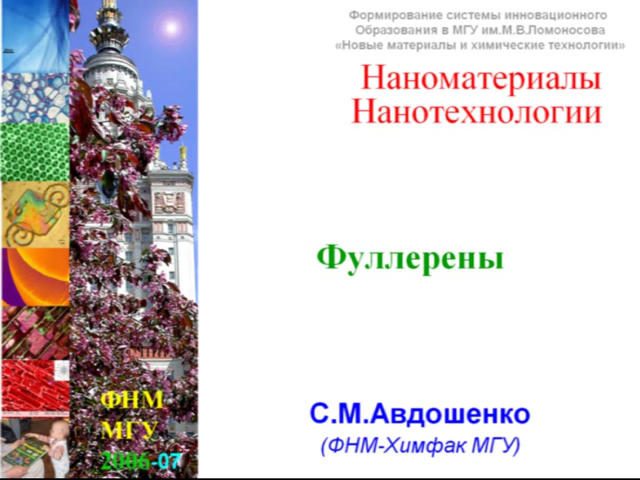 Формирование системы инновационного
Образования в МГУ им.М.В.Ломоносова
«Новые материалы и химические технологии»
Наноматериалы
Нанотехнологии
Фуллерены
С.М.Авдошенко
(ФНМ-Химфак МГУ)
ФНМ
МГУ
2006-07